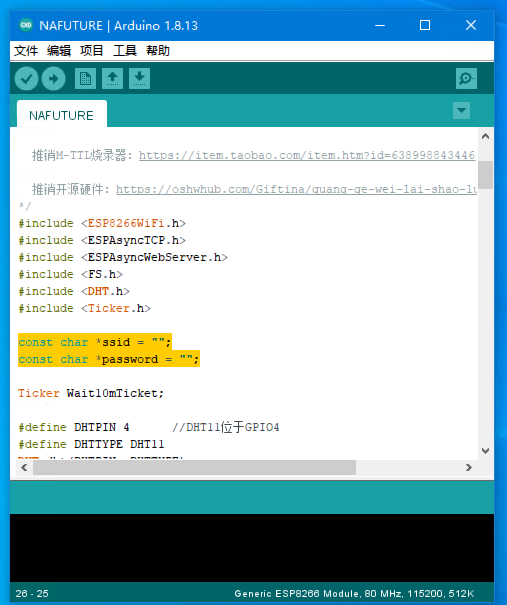 NAFUTURE | Arduino 1.8.13
文件 编辑 项目 工具 帮助
NAFUTURE
推销M-TTL烧录器: https://item.taobao.com/item.htm?id=638998843446
推销开源硬件: https://oshwhub.com/Giftina/guang-ge-wei-lai-shao-lu
*/
#include <ESP8266WiFi.h>
#include <ESPAsyncTCP.h>
#include <ESPAsyncWebServer.h>
#include <FS.h>
#include <DHT.h>
#include <Ticker.h>
const char *ssid = "";
const char *password = "";
Ticker Wait10mTicket;
#define DHTPIN 4 //DHT11位于GPIO4
#define DHTTYPE DHT11
26 - 25
Generic ESP8266 Module, 80 MHz, 115200, 512K